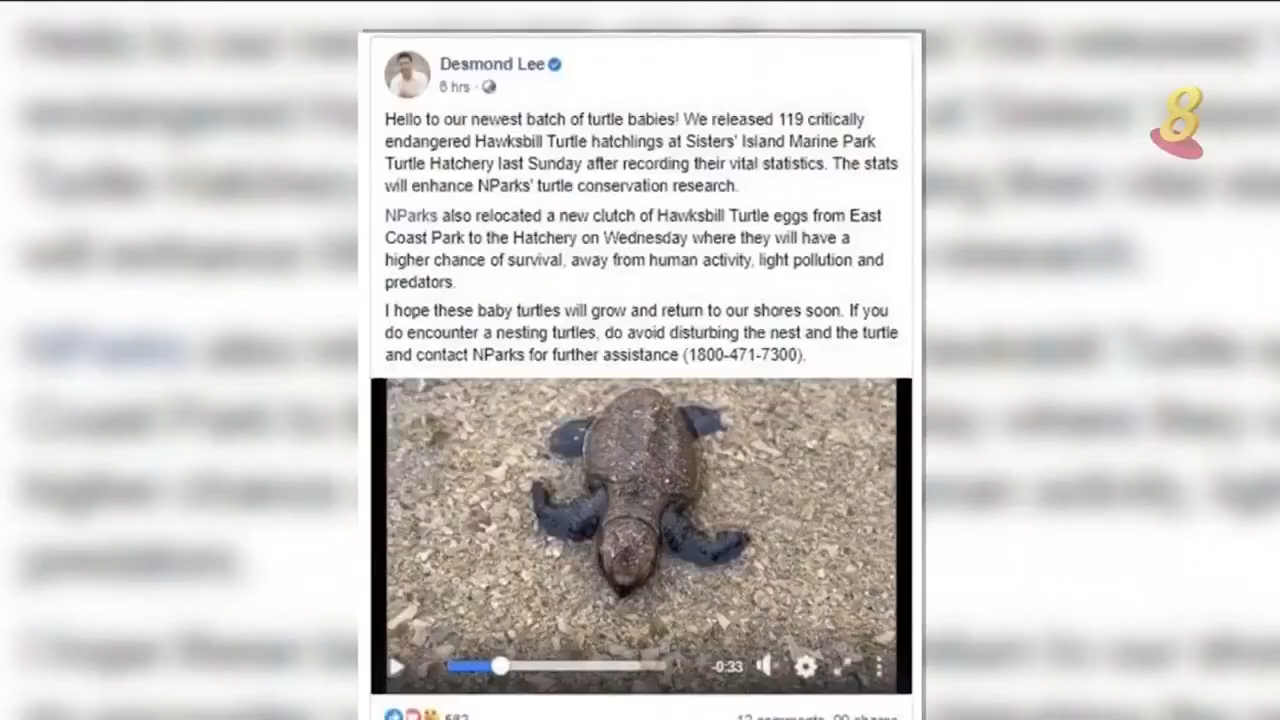 8
Desmond Lee
6 hrs ·
Hello to our newest batch of turtle babies! We released 119 critically
endangered Hawksbill Turtle hatchlings at Sisters' Island Marine Park
Turtle Hatchery last Sunday after recording their vital statistics. The stats
will enhance NParks' turtle conservation research.
NParks also relocated a new clutch of Hawksbill Turtle eggs from East
Coast Park to the Hatchery on Wednesday where they will have a
higher chance of survival, away from human activity, light pollution and
predators.
I hope these baby turtles will grow and return to our shores soon. If you
do encounter a nesting turtles, do avoid disturbing the nest and the turtle
and contact NParks for further assistance (1800-471-7300).
-0:33